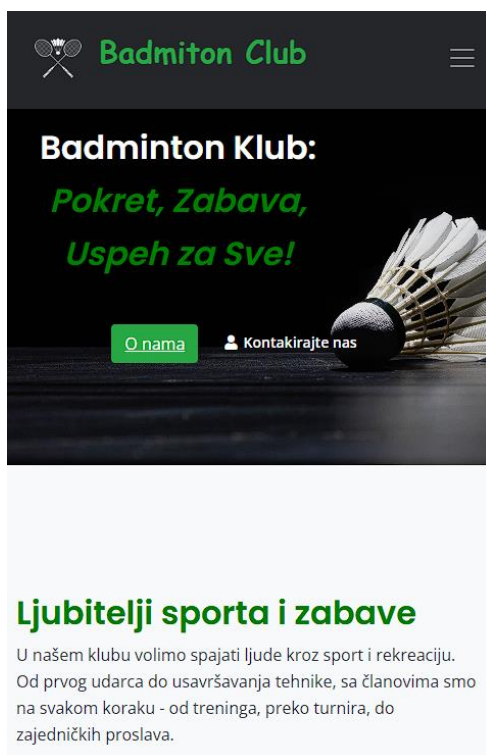 Badmiton Club
Badminton Klub:
Pokret, Zabava,
Uspeh za Sve!
O nama
Kontakirajte nas
Ljubitelji sporta i zabave
U našem klubu volimo spajati ljude kroz sport i rekreaciju.
Od prvog udarca do usavršavanja tehnike, sa članovima smo
na svakom koraku - od treninga, preko turnira, do
zajedničkih proslava.